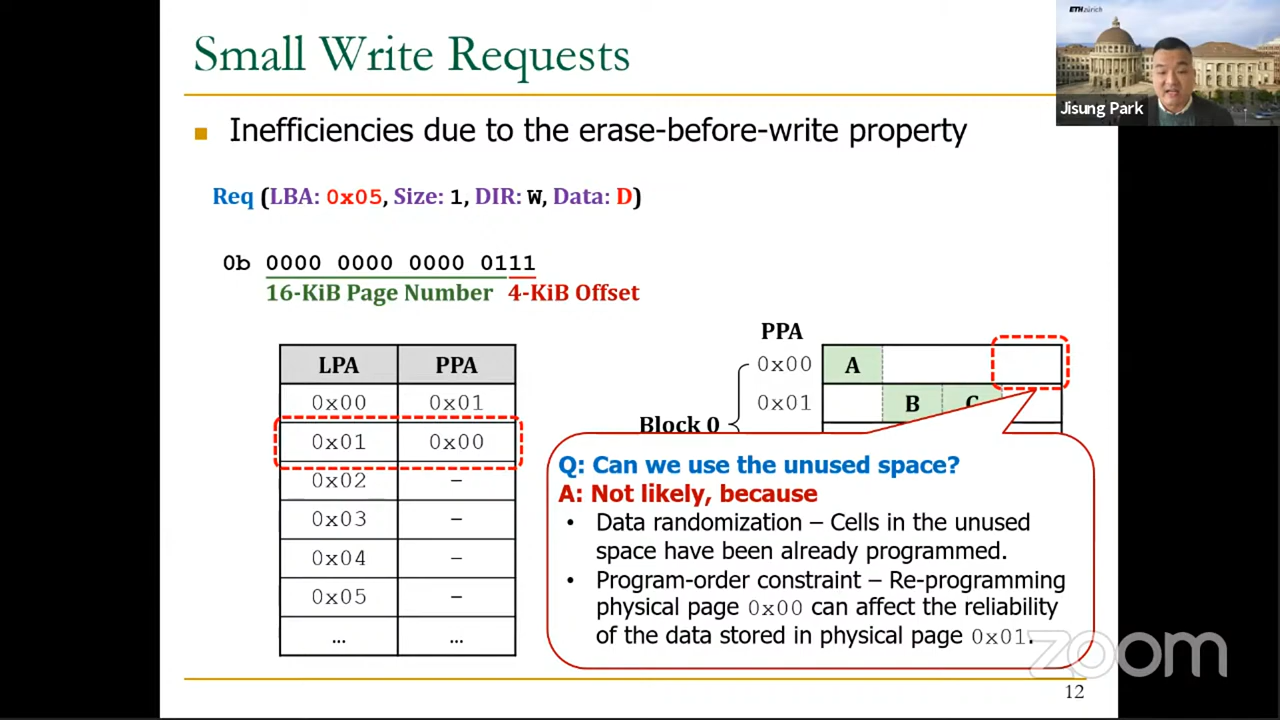 Small Write Requests
ETH zürich
Jisung Park
Inefficiencies due to the erase-before-write property
Req (LBA: 0x05, Size: 1, DIR: W, Data: D)
0b 0000 0000 0000 0111
16-KiB Page Number 4-KiB Offset
PPA
LPA PPA
0x00 0x01
0x01 0x00
0x02 –
0x03 –
0x04 –
0x05 –
... ...
0x00 A
0x01 B C
Block 0
Q: Can we use the unused space?
A: Not likely, because
• Data randomization – Cells in the unused
space have been already programmed.
• Program-order constraint – Re-programming
physical page 0x00 can affect the reliability
of the data stored in physical page 0x01.
zoom
12